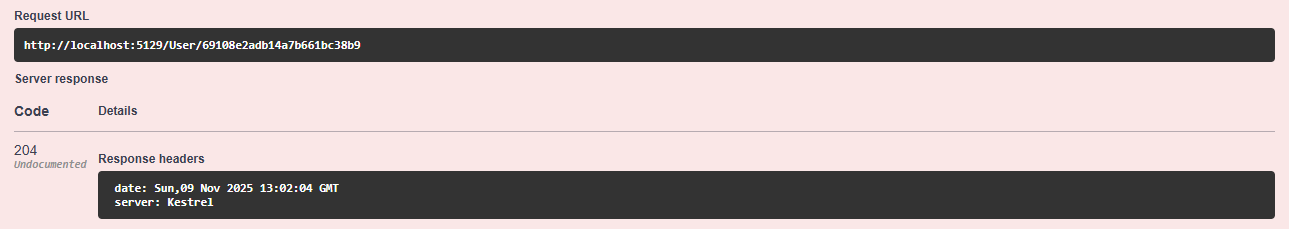 Request URL
http://localhost:5129/User/69108e2adb14a7b661bc38b9
Server response
Code Details
204
Undocumented
Response headers
date: Sun,09 Nov 2025 13:02:04 GMT
server: Kestrel